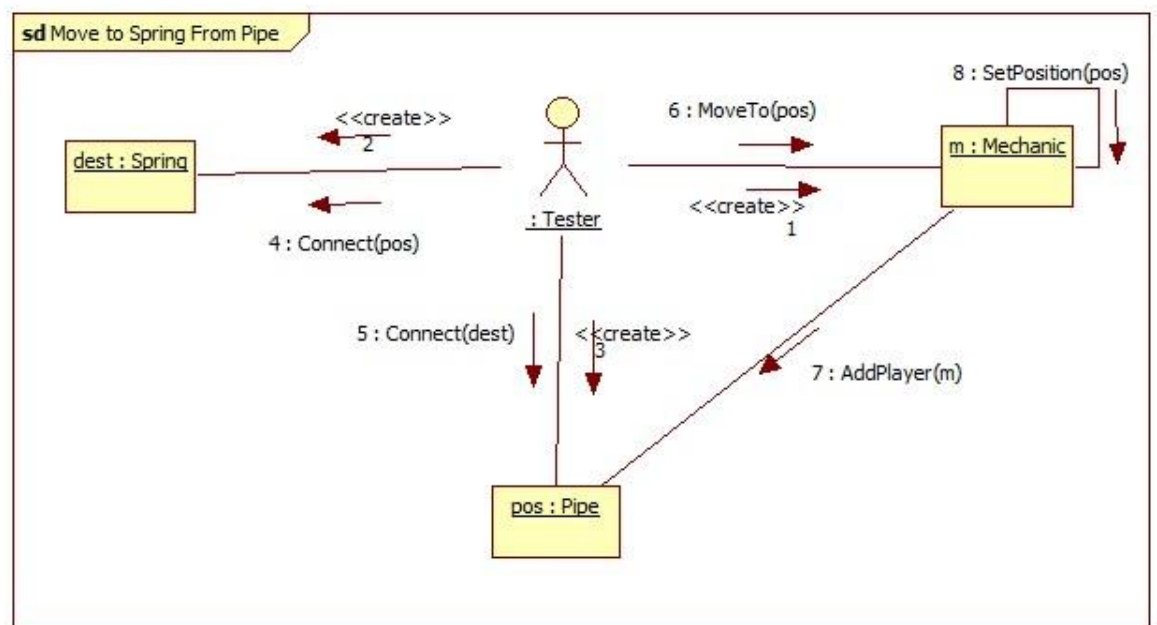 sd Move to Spring From Pipe
8 : SetPosition(pos)
<<create>>
2
6 : MoveTo(pos)
dest : Spring
m : Mechanic
<<create>>
1
: Tester
4 : Connect(pos)
5 : Connect(dest)
<<create>>
3
7 : AddPlayer(m)
pos : Pipe